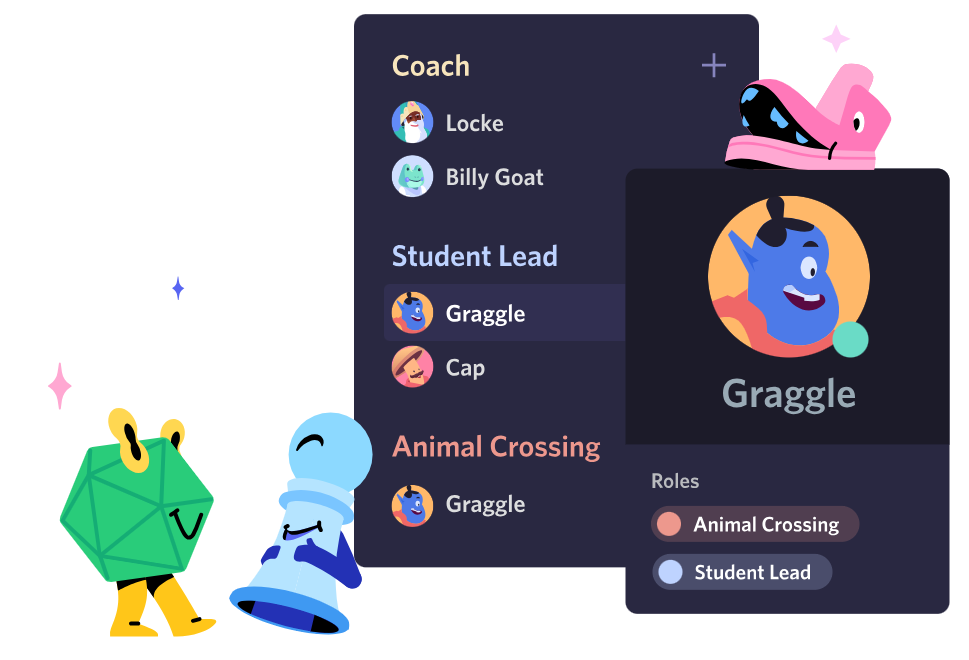 Coach
Locke
Billy Goat
Student Lead
Graggle
Cap
Animal Crossing
Graggle
Graggle
Roles
Animal Crossing
Student Lead